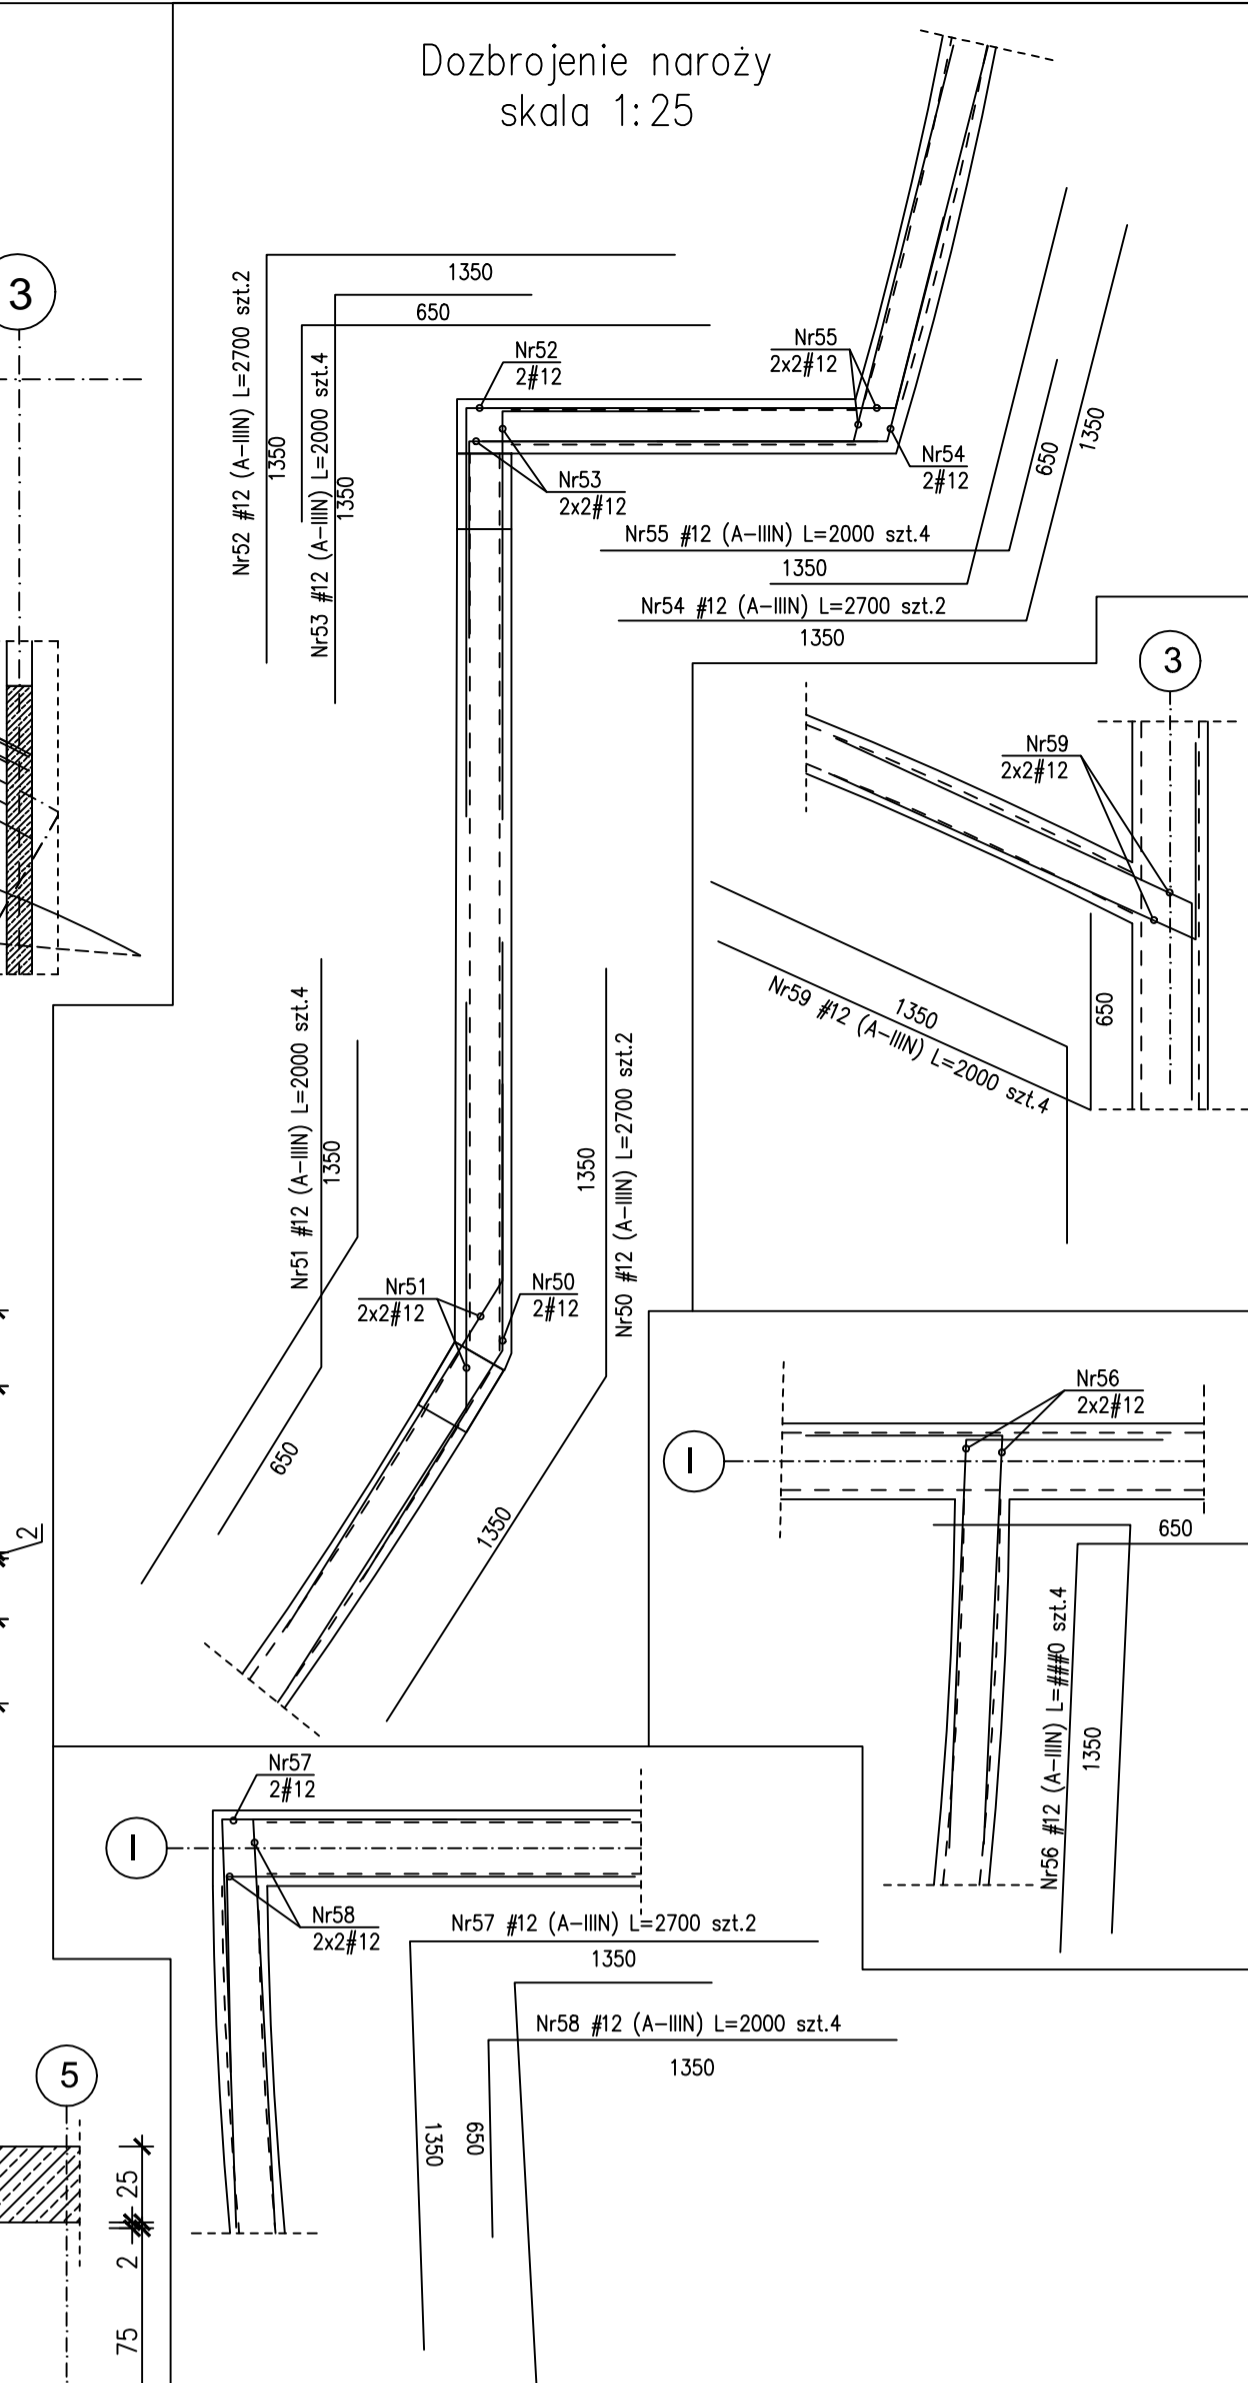 Dozbrojenie naroży
skala 1:25
3
Nr52 #12 (A-IIIN) L=2700 szt.2
1350
1350
650
Nr53 #12 (A-IIIN) L=2000 szt.4
1350
Nr52
2#12
Nr55
2x2#12
Nr53
2x2#12
Nr54
2#12
650
1350
Nr55 #12 (A-IIIN) L=2000 szt.4
1350
Nr54 #12 (A-IIIN) L=2700 szt.2
1350
3
Nr59
2x2#12
650
1350
Nr59 #12 (A-IIIN) L=2000 szt.4
Nr51 #12 (A-IIIN) L=2000 szt.4
1350
1350
Nr50 #12 (A-IIIN) L=2700 szt.2
Nr51
2x2#12
Nr50
2#12
650
1350
I
Nr56
2x2#12
650
Nr56 #12 (A-IIIN) L=###0 szt.4
1350
2
Nr57
2#12
I
Nr58
2x2#12
Nr57 #12 (A-IIIN) L=2700 szt.2
1350
Nr58 #12 (A-IIIN) L=2000 szt.4
1350
1350
650
5
25
2
75